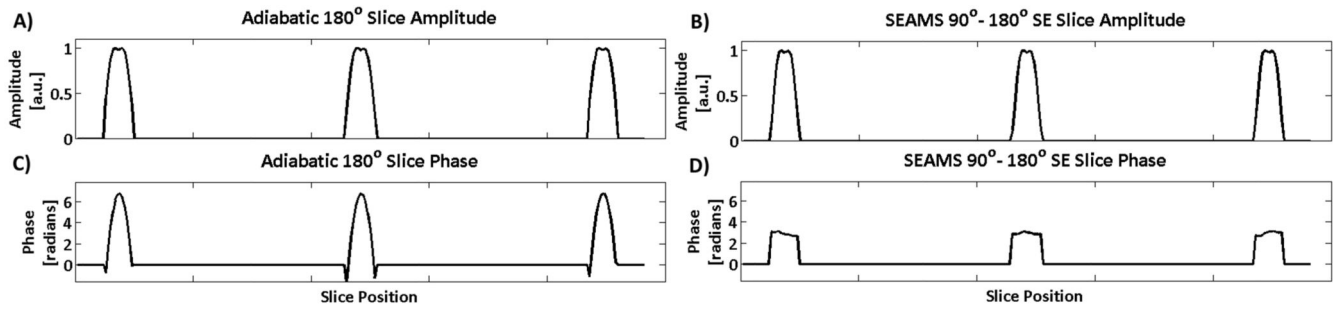 A)
Adiabatic 180° Slice Amplitude
Amplitude
[a.u.]
1
0.5
0
B)
SEAMS 90°- 180° SE Slice Amplitude
Amplitude
[a.u.]
1
0.5
0
C)
Adiabatic 180° Slice Phase
Phase
[radians]
6
4
2
0
Slice Position
D)
SEAMS 90°- 180° SE Slice Phase
Phase
[radians]
6
4
2
0
Slice Position